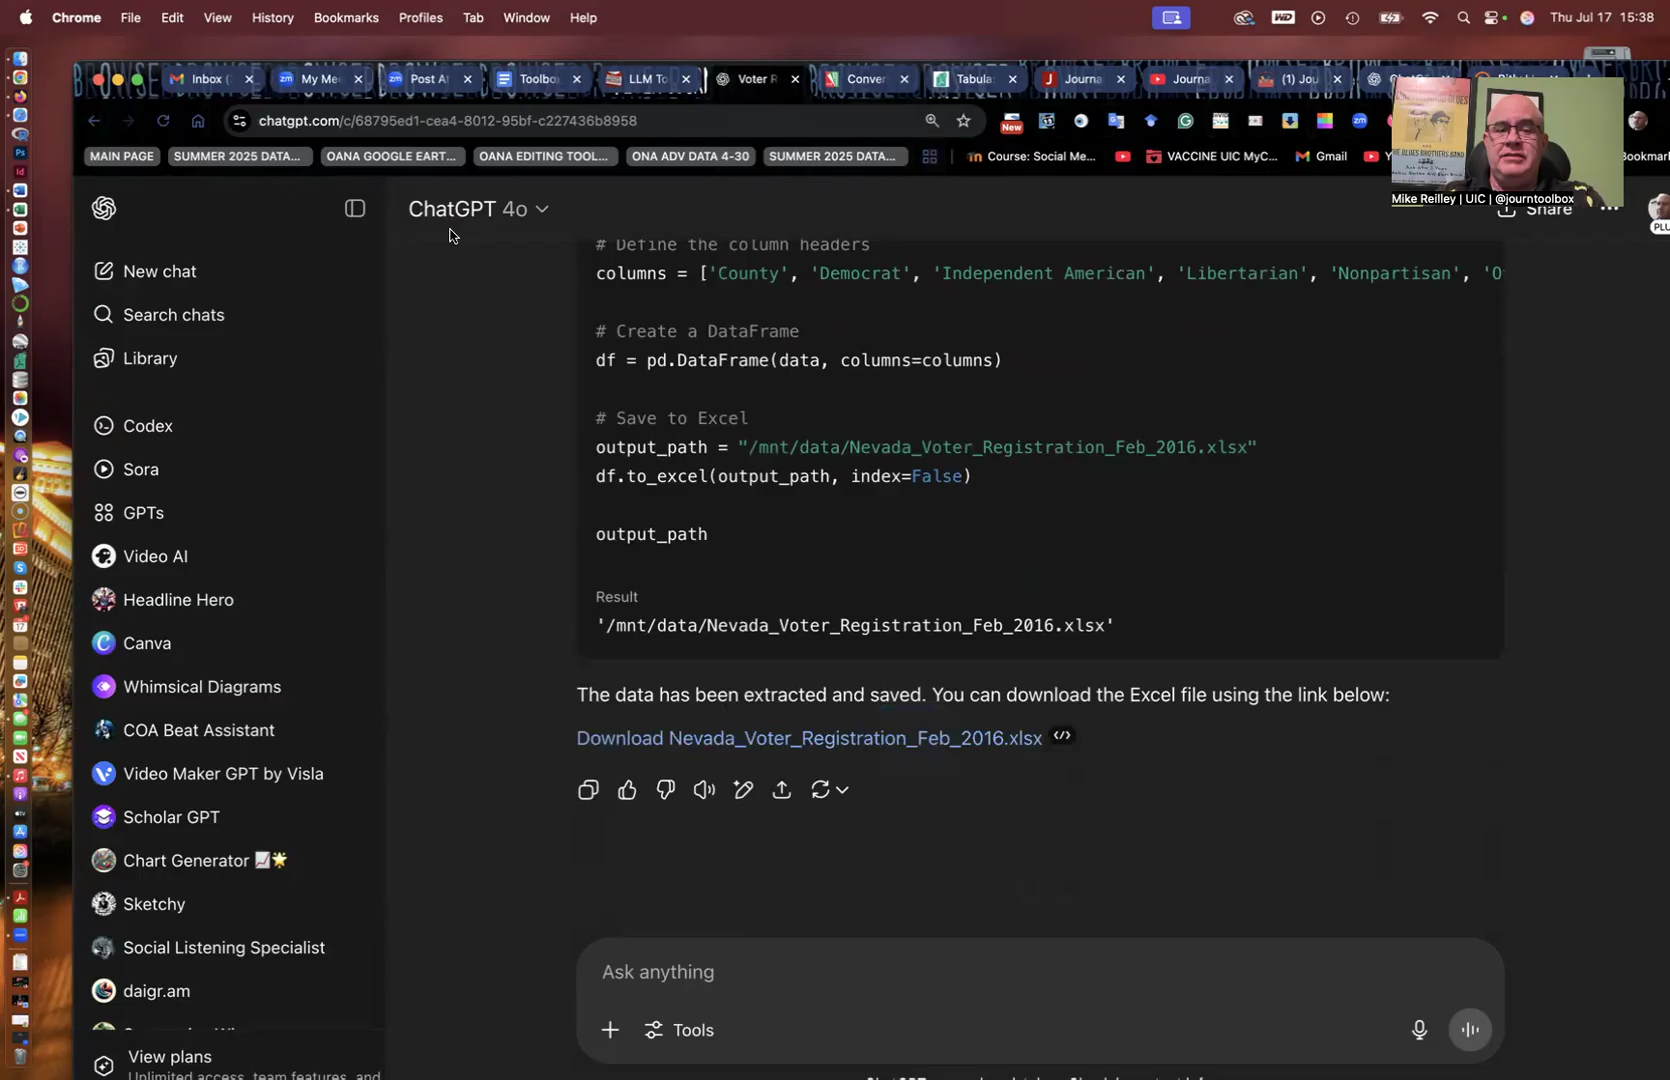 Chrome File Edit View History Bookmarks Profiles Tab Window Help WD Thu Jul 17 15:38
Inbox ( zm My Me zm Post A Toolbo LLM To Voter R Conver Tabula J Journa Journa (1) Jou
chatgpt.com/c/68795ed1-cea4-8012-95bf-c227436b8958 New zm
MAIN PAGE SUMMER 2025 DATA... OANA GOOGLE EART... OANA EDITING TOOL... ONA ADV DATA 4-30 SUMMER 2025 DATA... Course: Social Me... VACCINE UIC MyC... Gmail
Mike Reilley | UIC | @journtoolbox
ChatGPT 4o Share
PLU
New chat
Search chats
Library
Codex
Sora
GPTs
Video AI
Headline Hero
Canva
Whimsical Diagrams
COA Beat Assistant
Video Maker GPT by Visla
Scholar GPT
Chart Generator 📈🌟
Sketchy
Social Listening Specialist
daigr.am
View plans
Unlimited access, team features, and
# Define the column headers
columns = ['County', 'Democrat', 'Independent American', 'Libertarian', 'Nonpartisan', 'O
# Create a DataFrame
df = pd.DataFrame(data, columns=columns)
# Save to Excel
output_path = "/mnt/data/Nevada_Voter_Registration_Feb_2016.xlsx"
df.to_excel(output_path, index=False)
output_path
Result
'/mnt/data/Nevada_Voter_Registration_Feb_2016.xlsx'
The data has been extracted and saved. You can download the Excel file using the link below:
Download Nevada_Voter_Registration_Feb_2016.xlsx
Ask anything
Tools